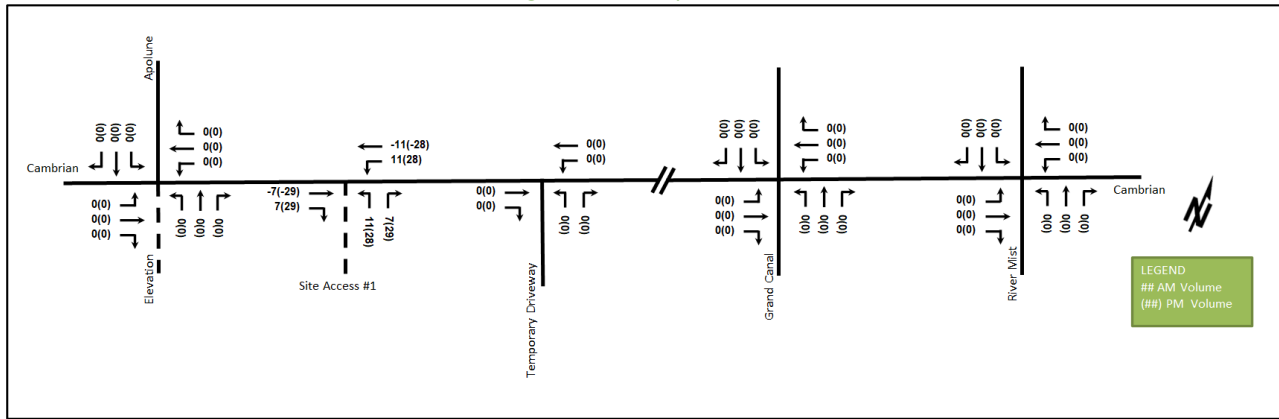 Apolune
0(0) 0(0) 0(0)
0(0)
0(0)
0(0)
Cambrian
0(0)
0(0)
0(0)
0(0) 0(0) 0(0)
Elevation
-11(-28)
11(28)
-7(-29)
7(29)
11(28) 7(29)
Site Access #1
0(0)
0(0)
0(0)
0(0)
0(0) 0(0)
Temporary Driveway
0(0) 0(0) 0(0)
0(0)
0(0)
0(0)
0(0)
0(0)
0(0)
0(0) 0(0) 0(0)
Grand Canal
0(0) 0(0) 0(0)
0(0)
0(0)
0(0)
0(0)
0(0)
0(0)
0(0) 0(0) 0(0)
River Mist
Cambrian
N
LEGEND
## AM Volume
(##) PM Volume